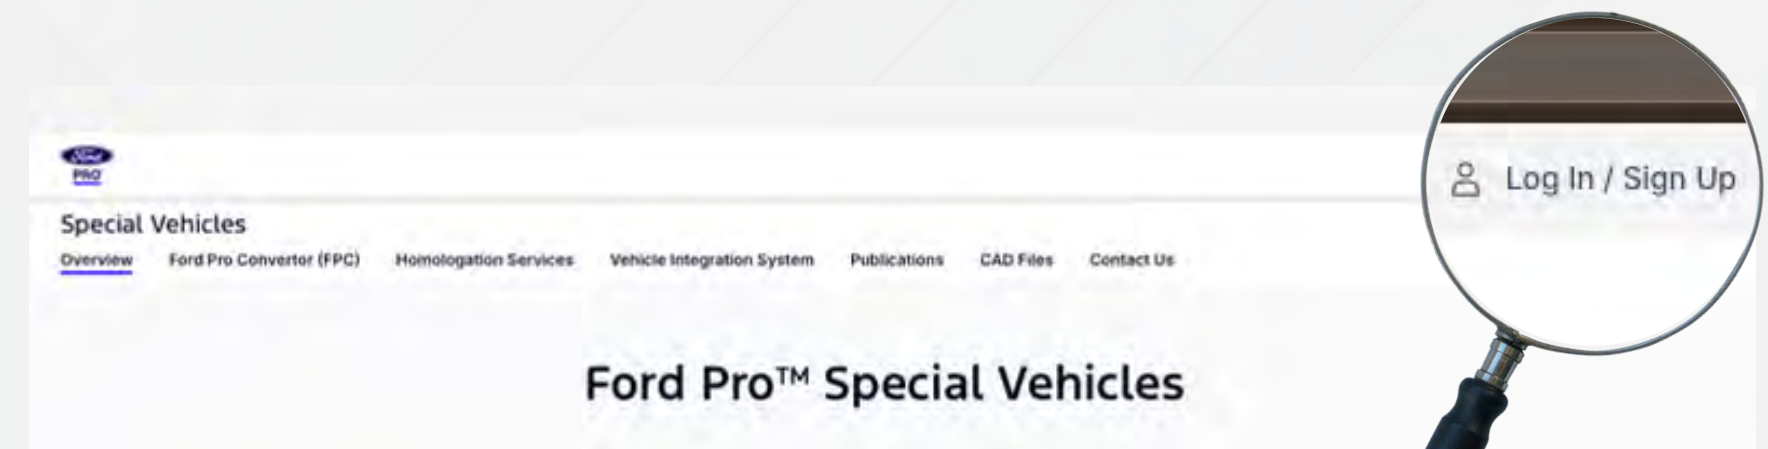 Ford
PRO
Log In / Sign Up
Special Vehicles
Overview Ford Pro Convertor (FPC) Homologation Services Vehicle Integration System Publications CAD Files Contact Us
Ford Pro™ Special Vehicles